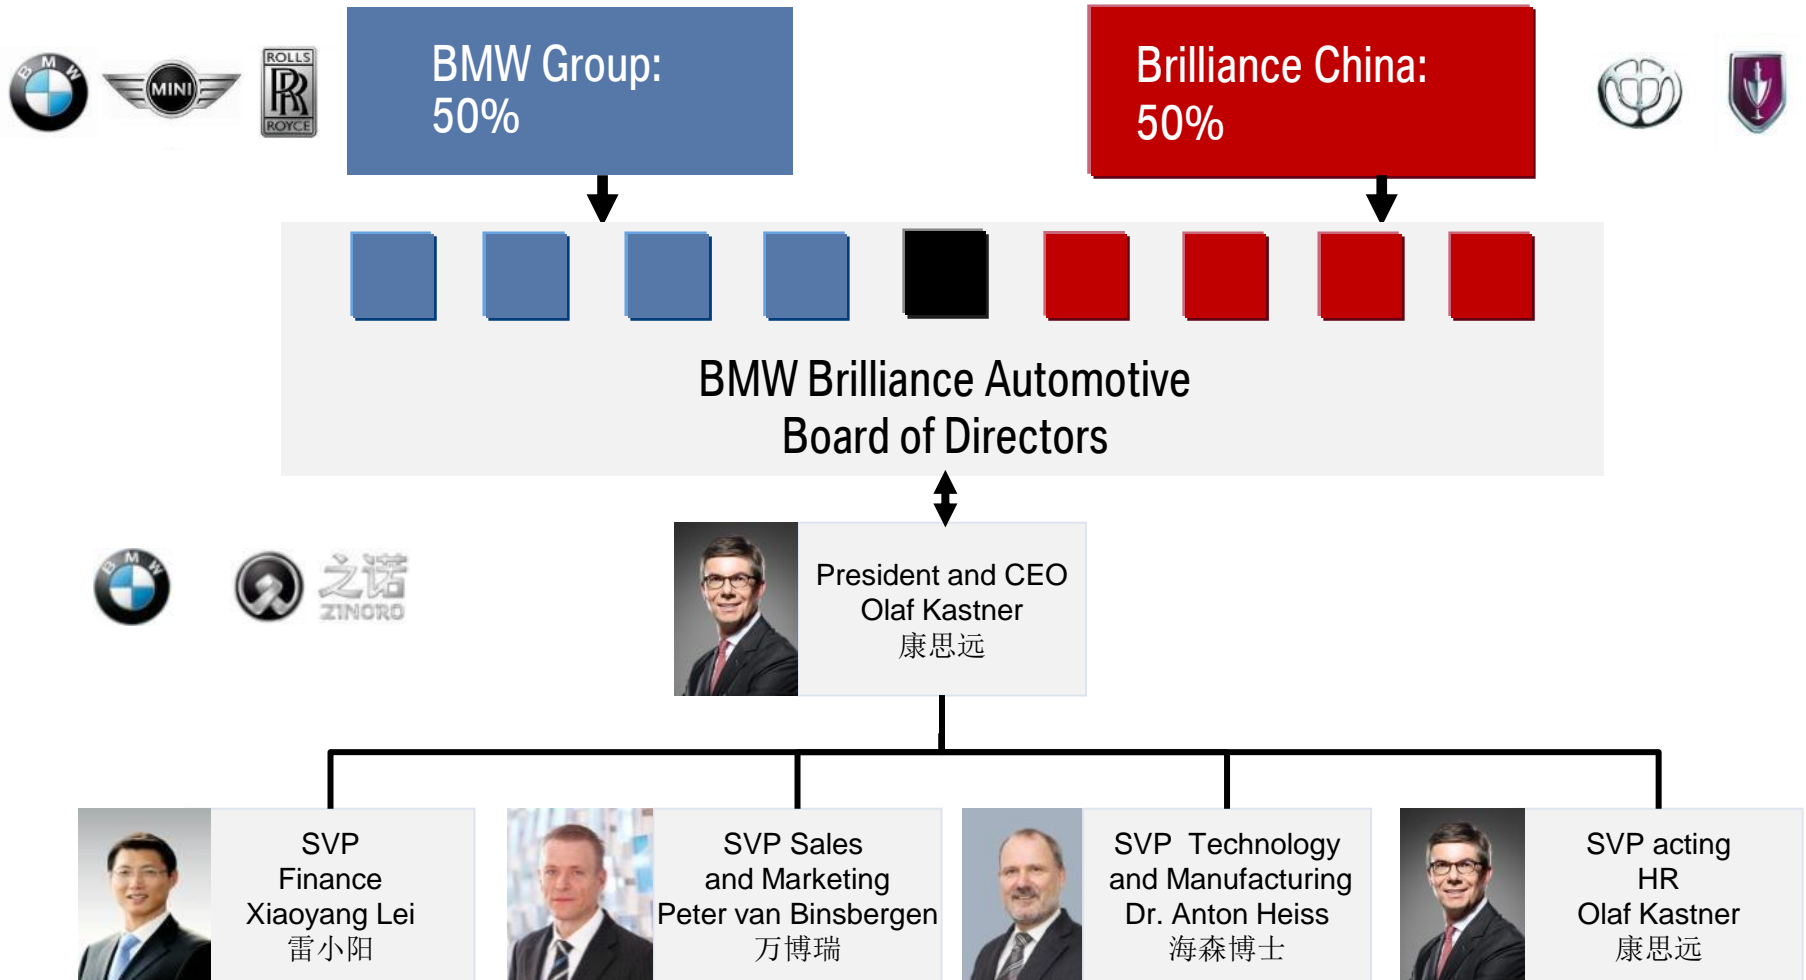 BMW
MINI
ROLLS
RR
ROYCE
BMW Group:
50%
Brilliance China:
50%
BMW Brilliance Automotive
Board of Directors
BMW
之诺
ZINORO
President and CEO
Olaf Kastner
康思远
SVP
Finance
Xiaoyang Lei
雷小阳
SVP Sales
and Marketing
Peter van Binsbergen
万博瑞
SVP Technology
and Manufacturing
Dr. Anton Heiss
海森博士
SVP acting
HR
Olaf Kastner
康思远